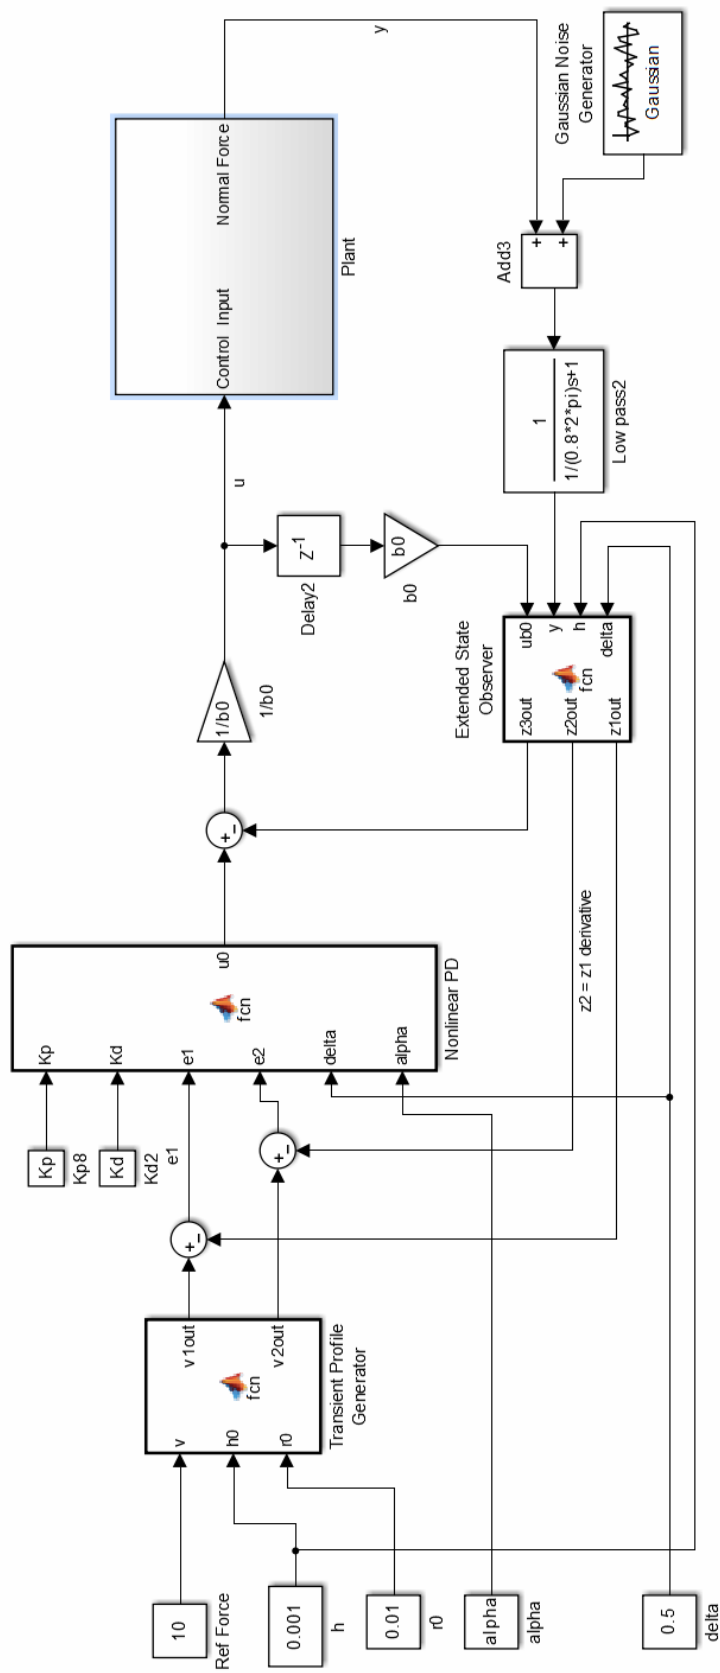 10
Ref Force
0.001
h
0.01
r0
alpha
alpha
0.5
delta
v
h0
r0
fcn
v1out
v2out
Transient Profile
Generator
+
−
e1
+
−
Kp
Kp8
Kd
Kd2
Kp
Kd
e1
e2
delta
alpha
fcn
u0
Nonlinear PD
z2 = z1 derivative
+
−
1/b0
1/b0
u
Z-1
Delay2
b0
b0
Extended State
Observer
z3out
z2out
z1out
fcn
ub0
y
h
delta
1
1/(0.8*2*pi)s+1
Low pass2
Add3
+
+
Control Input
Normal Force
Plant
y
Gaussian Noise
Generator
Gaussian